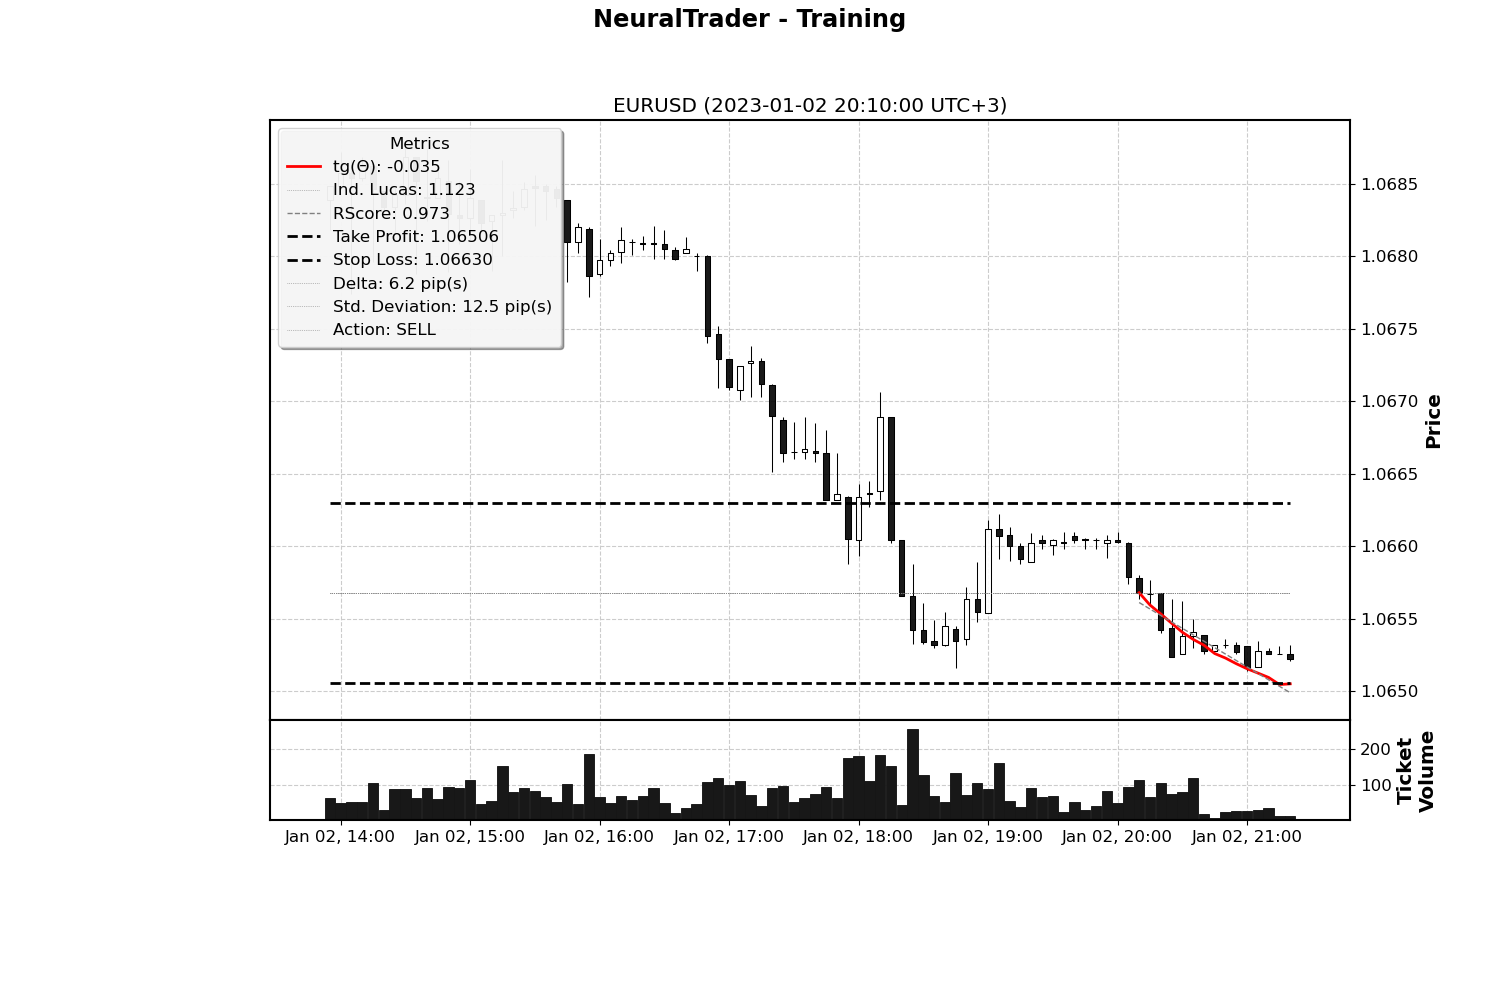 NeuralTrader - Training
EURUSD (2023-01-02 20:10:00 UTC+3)
Metrics
tg(Θ): -0.035
Ind. Lucas: 1.123
RScore: 0.973
Take Profit: 1.06506
Stop Loss: 1.06630
Delta: 6.2 pip(s)
Std. Deviation: 12.5 pip(s)
Action: SELL
1.0685
1.0680
1.0675
1.0670
1.0665
1.0660
1.0655
1.0650
Price
200
100
Ticket
Volume
Jan 02, 14:00 Jan 02, 15:00 Jan 02, 16:00 Jan 02, 17:00 Jan 02, 18:00 Jan 02, 19:00 Jan 02, 20:00 Jan 02, 21:00